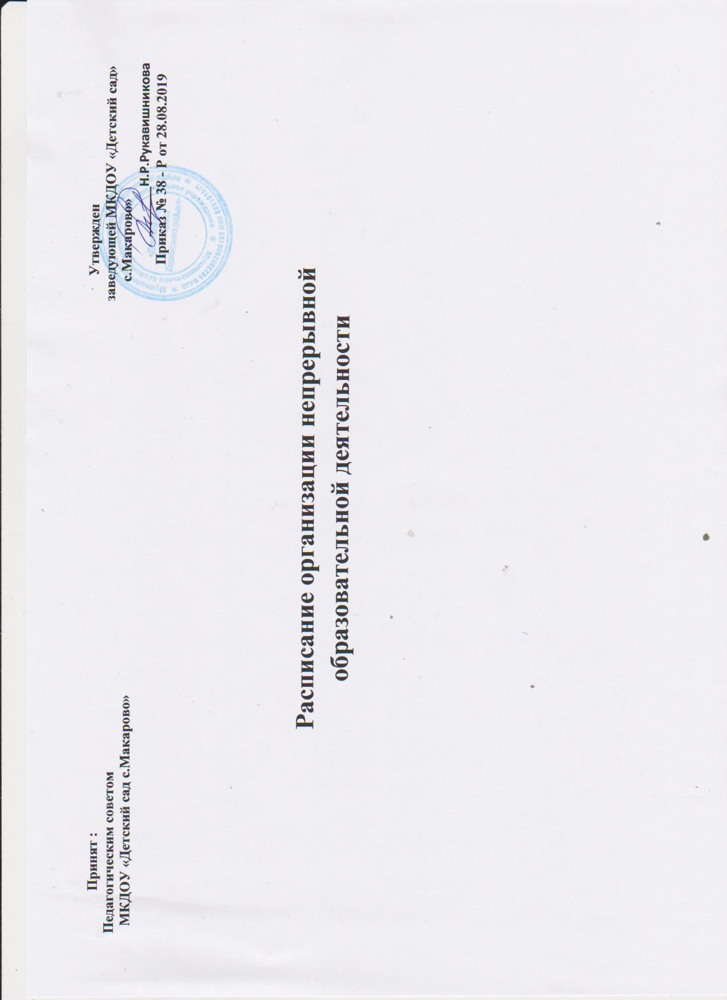 Принят :
Педагогическим советом
МКДОУ «Детский сад с.Макарово»
Утвержден
заведующей МКДОУ «Детский сад»
с.Макарово»
Н.Р.Рукавишникова
Приказ № 38 - Р от 28.08.2019
Расписание организации непрерывной
образовательной деятельности